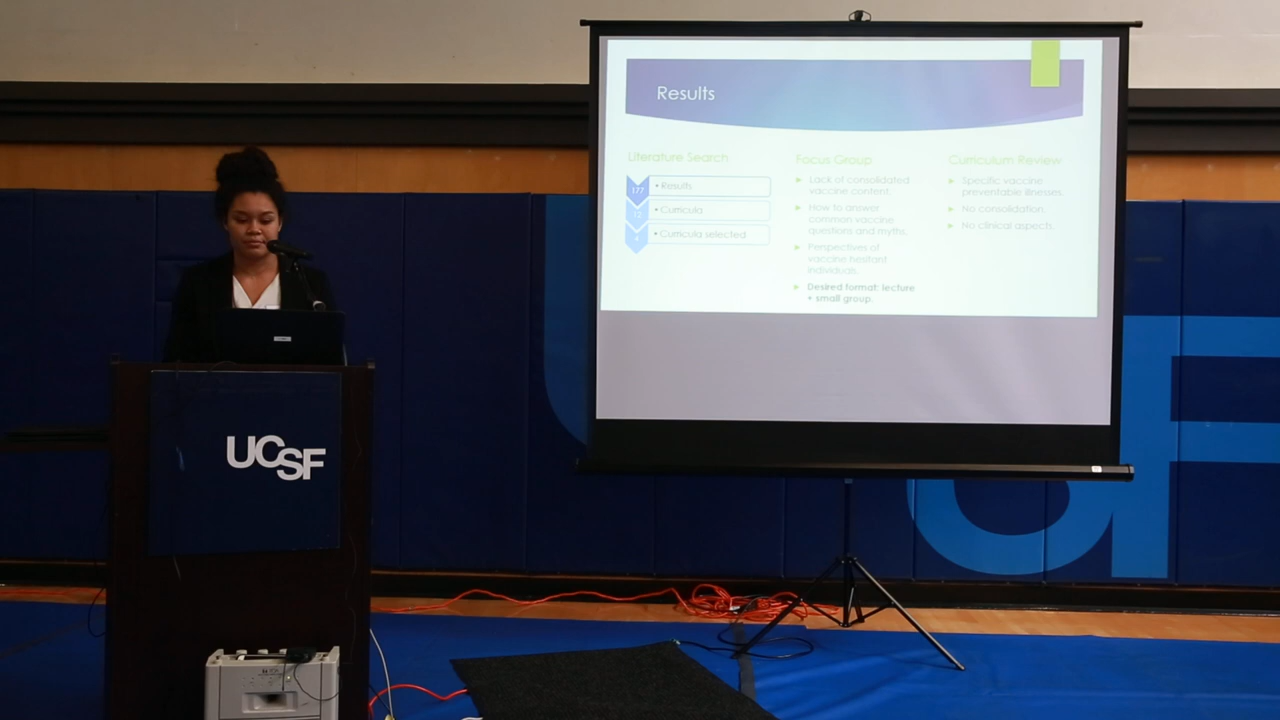 Results
Literature Search
177
• Results
12
• Curricula
4
• Curricula selected
Focus Group
Lack of consolidated
vaccine content.
How to answer
common vaccine
questions and myths.
Perspectives of
vaccine hesitant
individuals.
Desired format: lecture
+ small group.
Curriculum Review
Specific vaccine
preventable illnesses.
No consolidation.
No clinical aspects.
UCSF